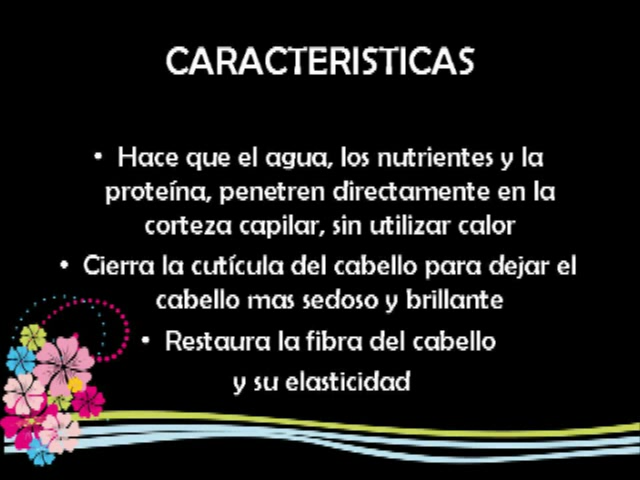 CARACTERISTICAS
• Hace que el agua, los nutrientes y la
proteína, penetren directamente en la
corteza capilar, sin utilizar calor
• Cierra la cutícula del cabello para dejar el
cabello mas sedoso y brillante
• Restaura la fibra del cabello
y su elasticidad